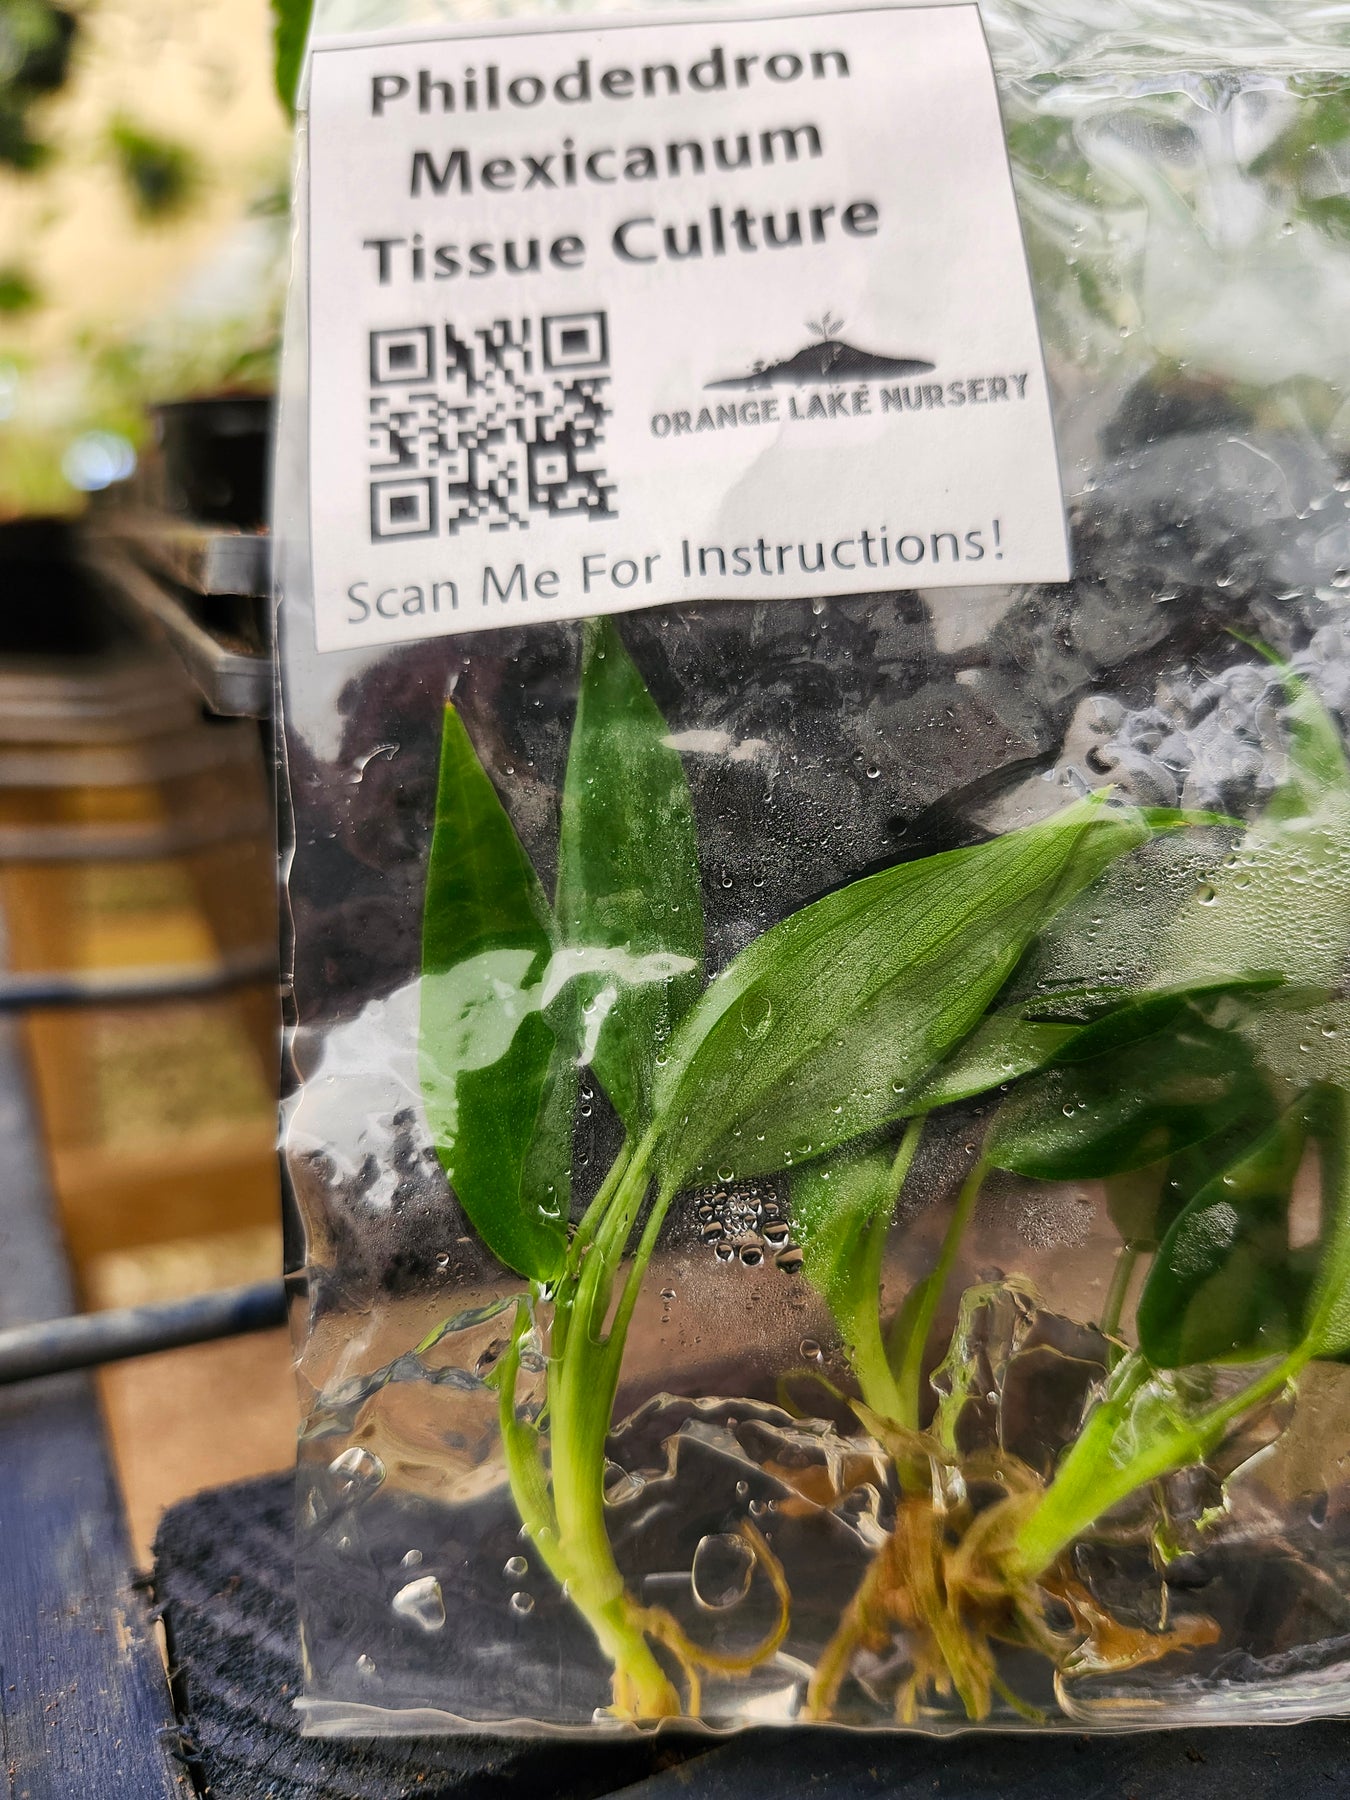 Philodendron
Mexicanum
Tissue Culture
ORANGE LAKE NURSERY
Scan Me For Instructions!